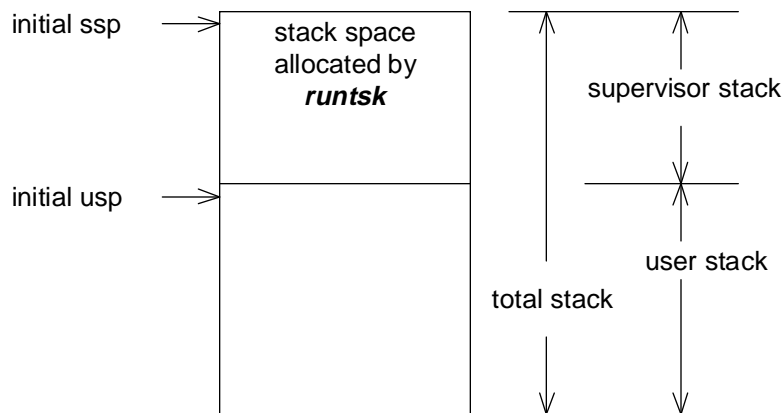 initial ssp
stack space
allocated by
runtsk
supervisor stack
initial usp
user stack
total stack